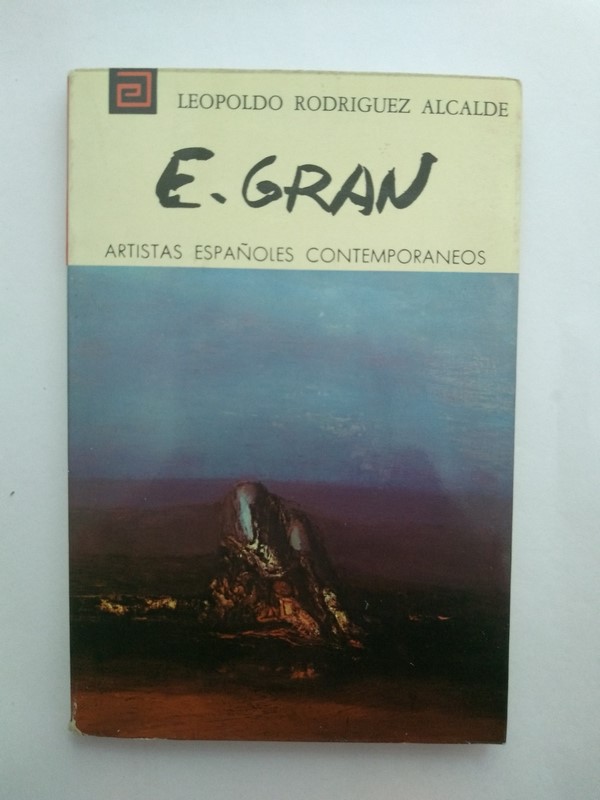 LEOPOLDO RODRIGUEZ ALCALDE
E. GRAN
ARTISTAS ESPAÑOLES CONTEMPORANEOS